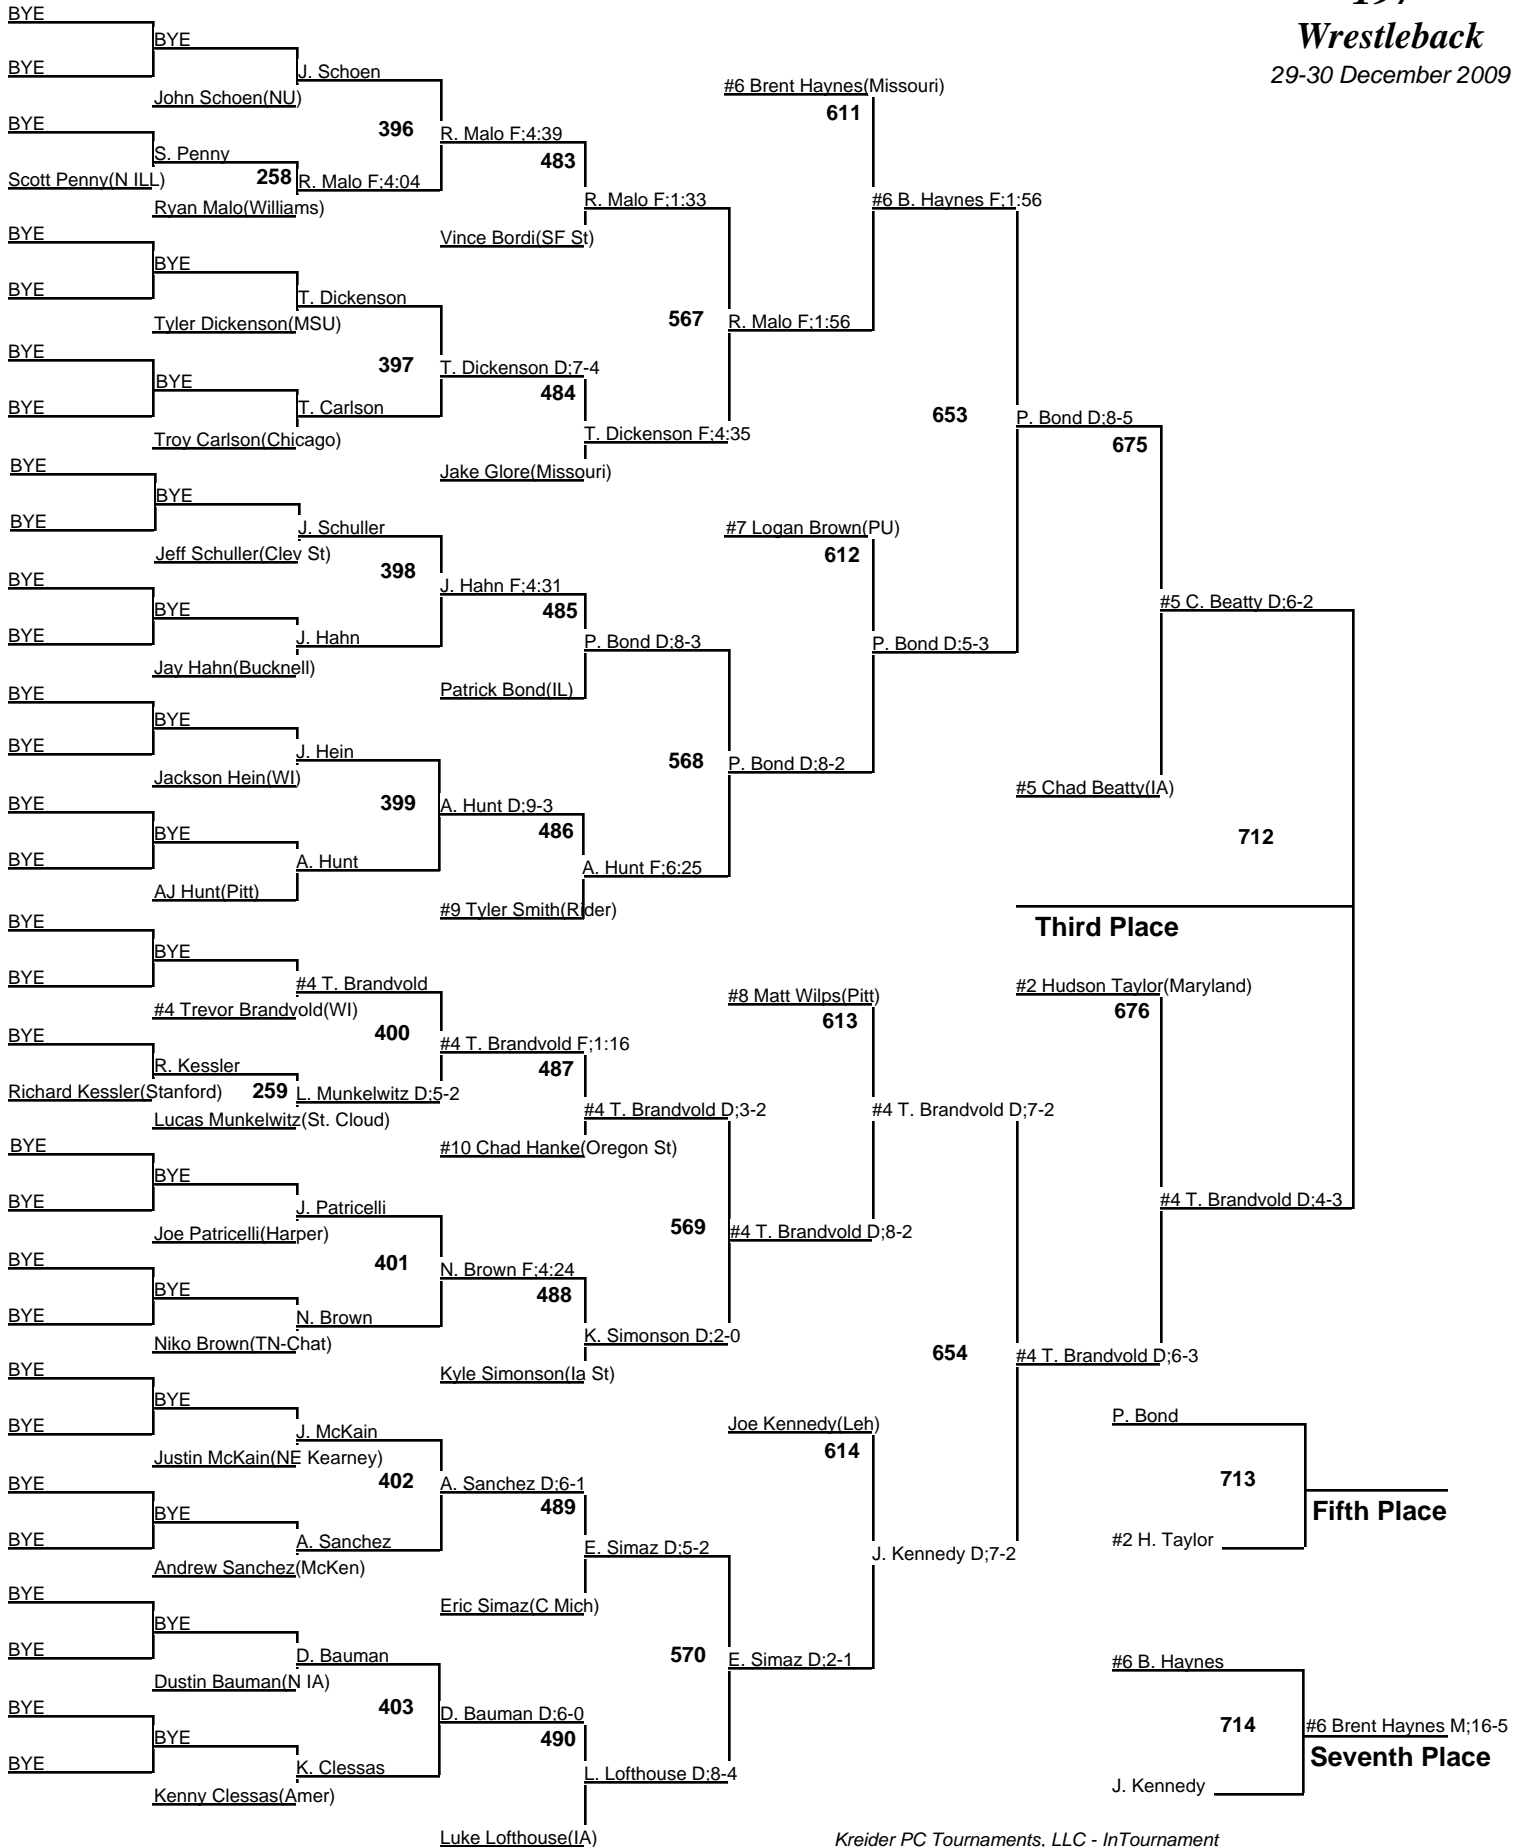 Wrestleback
29-30 December 2009
BYE
BYE
BYE
J. Schoen
John Schoen(NU)
396
BYE
S. Penny
Scott Penny(N ILL)
258
R. Malo F;4:04
Ryan Malo(Williams)
R. Malo F;4:39
483
R. Malo F;1:33
Vince Bordi(SF St)
BYE
BYE
BYE
T. Dickenson
Tyler Dickenson(MSU)
397
BYE
BYE
BYE
T. Carlson
Troy Carlson(Chicago)
T. Dickenson D;7-4
484
T. Dickenson F;4:35
Jake Glore(Missouri)
567
R. Malo F;1:56
#6 Brent Haynes(Missouri)
611
#6 B. Haynes F;1:56
BYE
BYE
BYE
J. Schuller
Jeff Schuller(Clev St)
398
BYE
BYE
BYE
J. Hahn
Jay Hahn(Bucknell)
J. Hahn F;4:31
485
P. Bond D;8-3
Patrick Bond(IL)
BYE
BYE
BYE
J. Hein
Jackson Hein(WI)
399
BYE
BYE
BYE
A. Hunt
AJ Hunt(Pitt)
A. Hunt D;9-3
486
A. Hunt F;6:25
#9 Tyler Smith(Rider)
568
P. Bond D;8-2
#7 Logan Brown(PU)
612
P. Bond D;5-3
653
P. Bond D;8-5
675
#5 C. Beatty D;6-2
#5 Chad Beatty(IA)
712
Third Place
BYE
BYE
BYE
#4 T. Brandvold
#4 Trevor Brandvold(WI)
400
BYE
R. Kessler
Richard Kessler(Stanford)
259
L. Munkelwitz D;5-2
Lucas Munkelwitz(St. Cloud)
#4 T. Brandvold F;1:16
487
#4 T. Brandvold D;3-2
#10 Chad Hanke(Oregon St)
BYE
BYE
BYE
J. Patricelli
Joe Patricelli(Harper)
401
BYE
BYE
BYE
N. Brown
Niko Brown(TN-Chat)
N. Brown F;4:24
488
K. Simonson D;2-0
Kyle Simonson(Ia St)
569
#4 T. Brandvold D;8-2
#8 Matt Wilps(Pitt)
613
#4 T. Brandvold D;7-2
#2 Hudson Taylor(Maryland)
676
#4 T. Brandvold D;4-3
BYE
BYE
BYE
J. McKain
Justin McKain(NE Kearney)
402
BYE
BYE
BYE
A. Sanchez
Andrew Sanchez(McKen)
A. Sanchez D;6-1
489
E. Simaz D;5-2
Eric Simaz(C Mich)
BYE
BYE
BYE
D. Bauman
Dustin Bauman(N IA)
403
BYE
BYE
BYE
K. Clessas
Kenny Clessas(Amer)
D. Bauman D;6-0
490
L. Lofthouse D;8-4
Luke Lofthouse(IA)
570
E. Simaz D;2-1
Joe Kennedy(Leh)
614
J. Kennedy D;7-2
654
#4 T. Brandvold D;6-3
P. Bond
713
Fifth Place
#2 H. Taylor
#6 B. Haynes
714
#6 Brent Haynes M;16-5
Seventh Place
J. Kennedy
Kreider PC Tournaments, LLC - InTournament